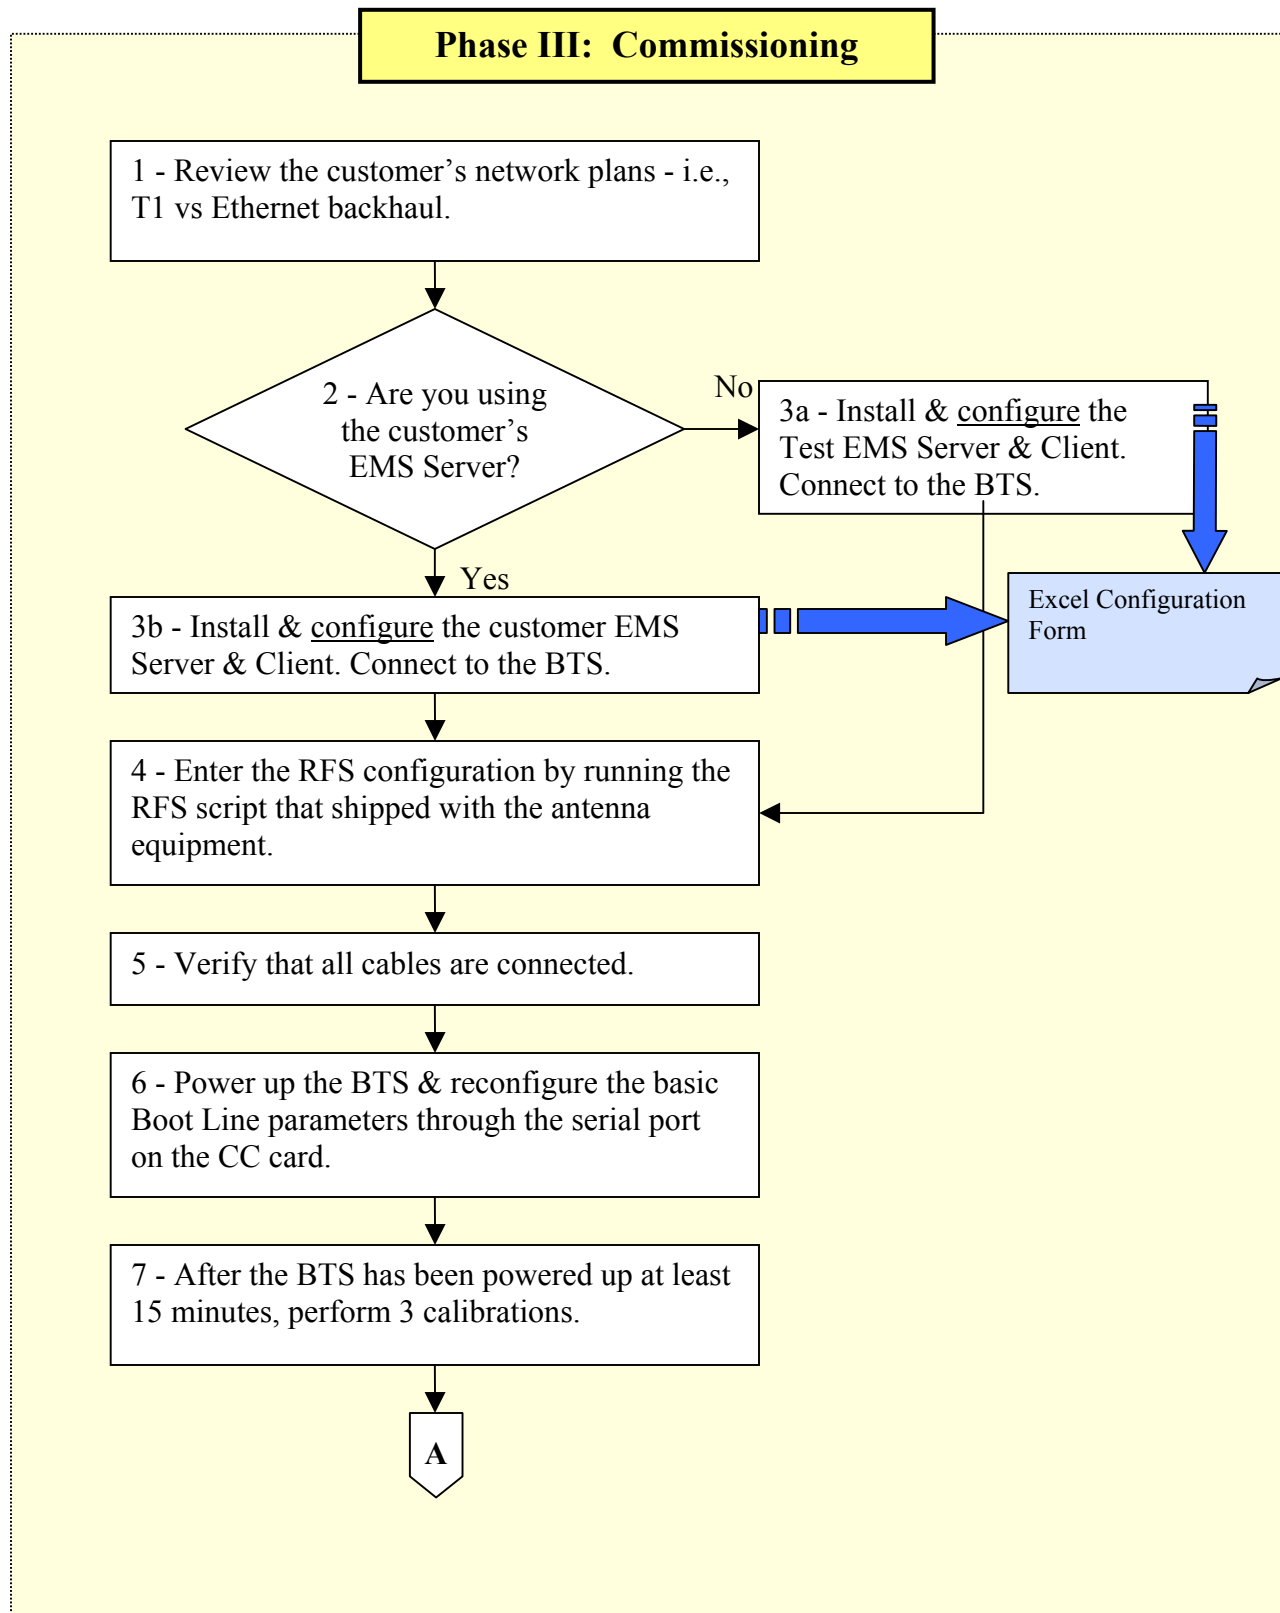 Phase III: Commissioning
1 - Review the customer’s network plans - i.e.,
T1 vs Ethernet backhaul.
2 - Are you using
the customer’s
EMS Server?
No
3a - Install & configure the
Test EMS Server & Client.
Connect to the BTS.
Yes
3b - Install & configure the customer EMS
Server & Client. Connect to the BTS.
Excel Configuration
Form
4 - Enter the RFS configuration by running the
RFS script that shipped with the antenna
equipment.
5 - Verify that all cables are connected.
6 - Power up the BTS & reconfigure the basic
Boot Line parameters through the serial port
on the CC card.
7 - After the BTS has been powered up at least
15 minutes, perform 3 calibrations.
A